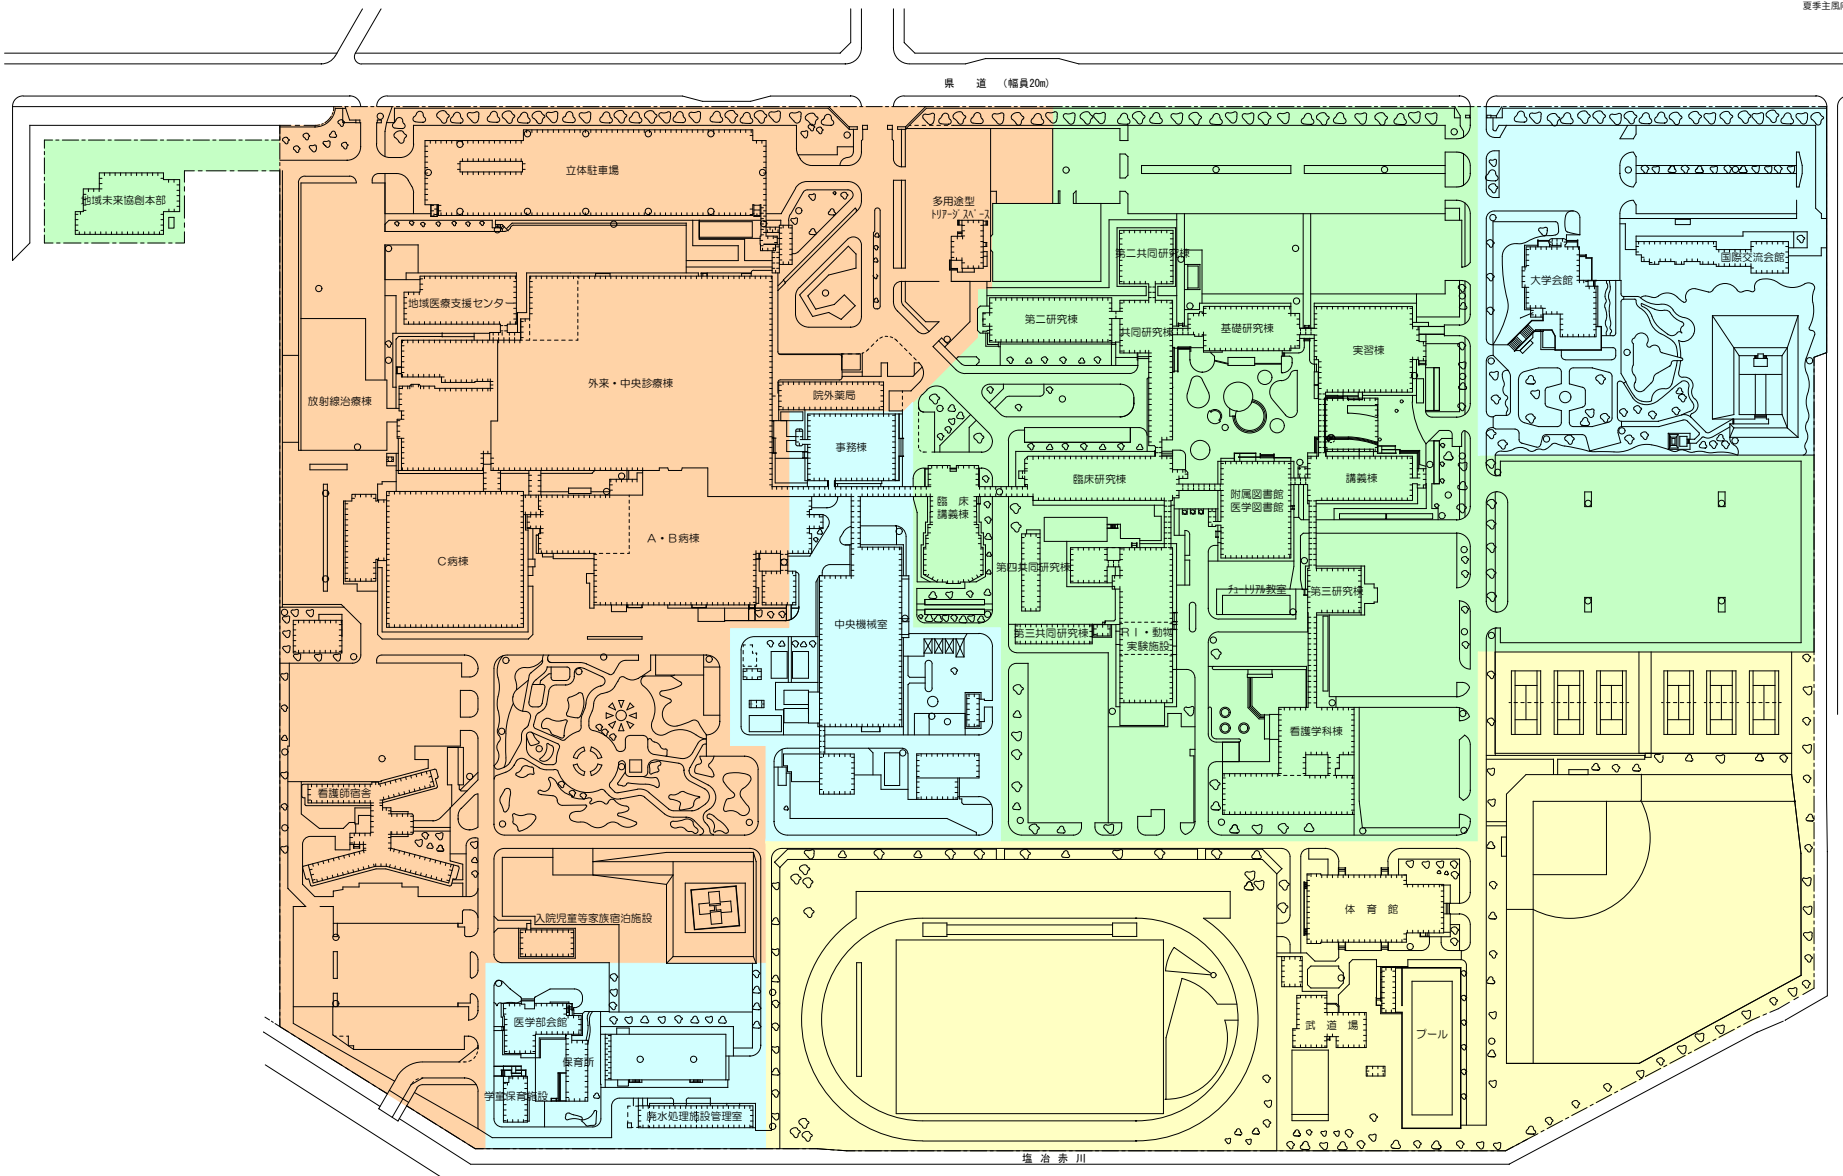 夏季主風
県　道　（幅員20m）
立体駐車場
地域未来協創本部
多用途型
トリアージスペース
第二共同研究棟
国際交流会館
大学会館
地域医療支援センター
第二研究棟
共同研究棟
基礎研究棟
実習棟
外来・中央診療棟
放射線治療棟
院外薬局
事務棟
臨床研究棟
講義棟
附属図書館
医学図書館
臨　床
講義棟
A・B病棟
C病棟
第四共同研究棟
チュートリアル教室
第三研究棟
中央機械室
第三共同研究棟
RI・動物
実験施設
看護学科棟
看護師宿舎
体　育　館
入院児童等家族宿泊施設
医学部会館
武　道　場
プール
保育所
学童保育施設
廃水処理施設管理室
塩　冶　赤　川